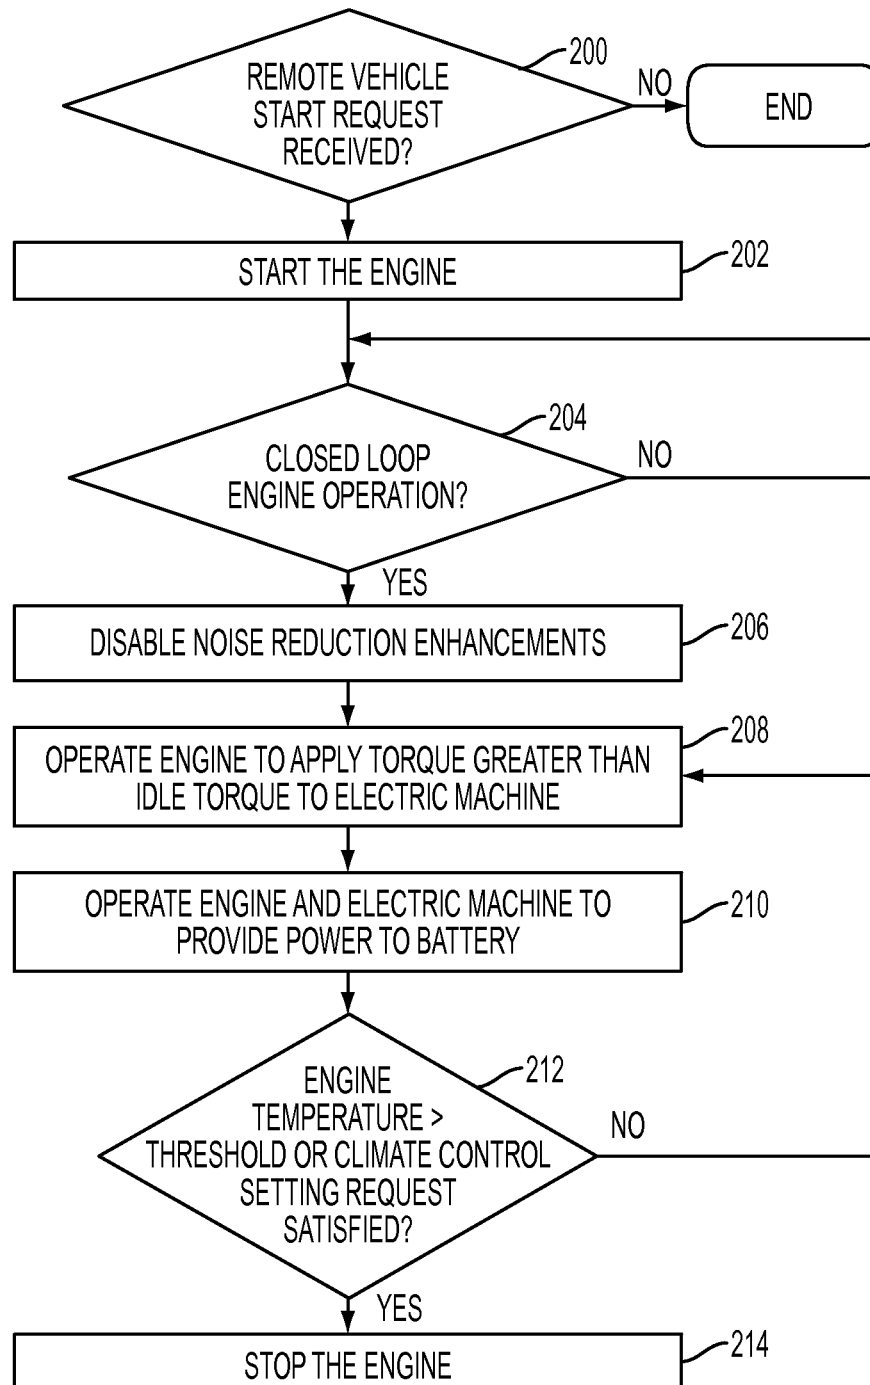 REMOTE VEHICLE
START REQUEST
RECEIVED?
200
NO
END
START THE ENGINE
202
CLOSED LOOP
ENGINE OPERATION?
204
NO
YES
DISABLE NOISE REDUCTION ENHANCEMENTS
206
OPERATE ENGINE TO APPLY TORQUE GREATER THAN
IDLE TORQUE TO ELECTRIC MACHINE
208
OPERATE ENGINE AND ELECTRIC MACHINE TO
PROVIDE POWER TO BATTERY
210
ENGINE
TEMPERATURE >
THRESHOLD OR CLIMATE CONTROL
SETTING REQUEST
SATISFIED?
212
NO
YES
STOP THE ENGINE
214